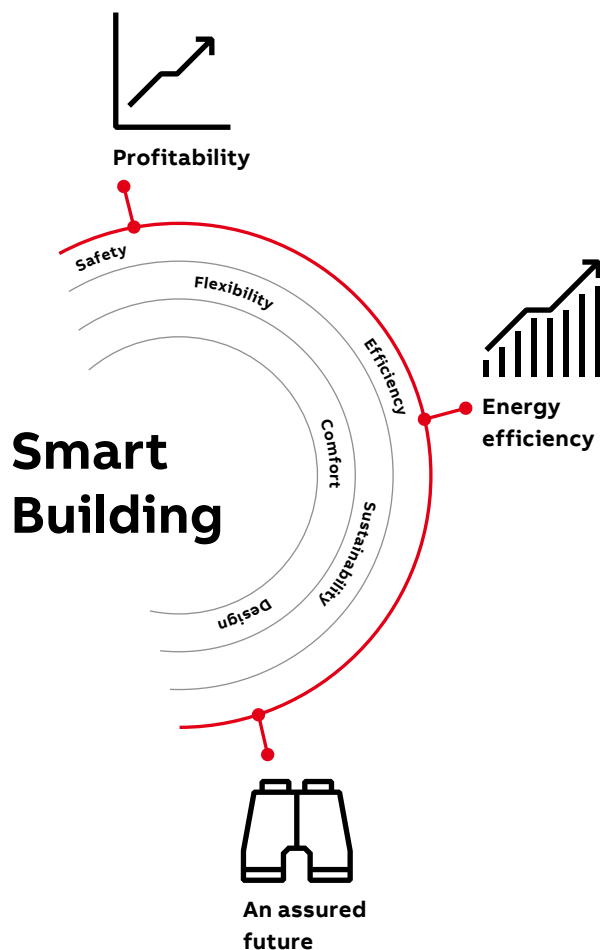 Profitability
Safety
Flexibility
Efficiency
Energy
efficiency
Comfort
Smart
Building
Sustainability
Design
An assured
future